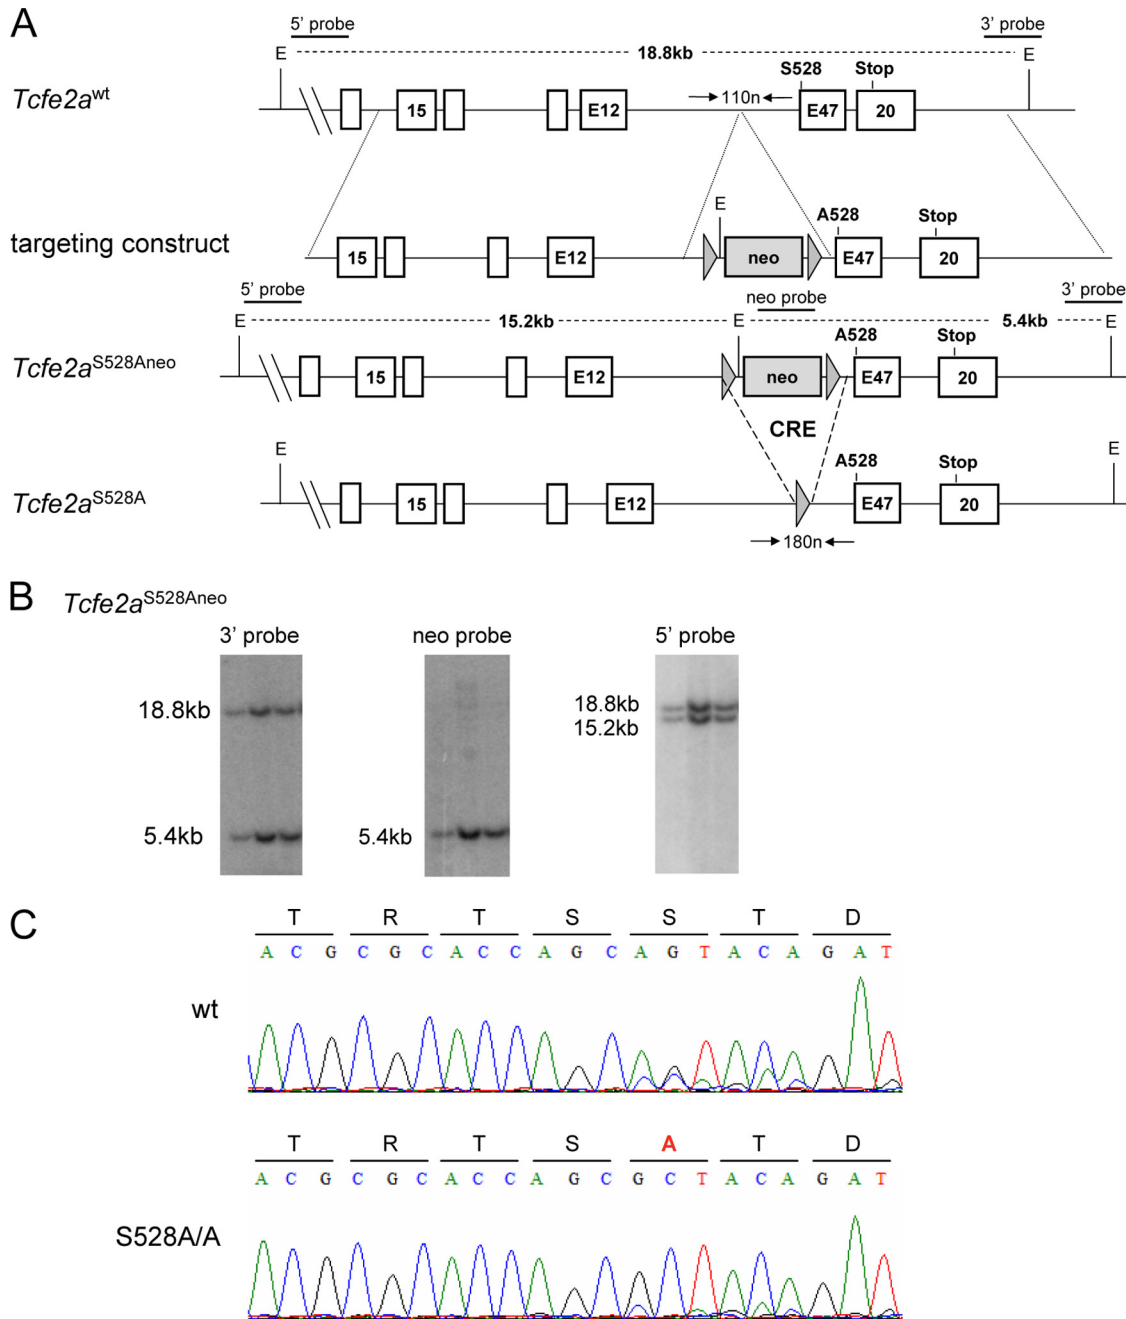 A
5’ probe
3’ probe
E
18.8kb
E
S528
Stop
Tcfe2a^wt
15
E12
110n
E47
20
E
A528
Stop
targeting construct
15
E12
neo
E47
20
5’ probe
neo probe
3’ probe
E
15.2kb
E
5.4kb
E
A528
Stop
Tcfe2a^S528Aneo
15
E12
neo
E47
20
CRE
E
A528
Stop
E
Tcfe2a^S528A
15
E12
E47
20
180n
B
Tcfe2a^S528Aneo
3’ probe
neo probe
5’ probe
18.8kb
5.4kb
5.4kb
18.8kb
15.2kb
C
T R T S S T D
A C G C G C A C C A G C A G T A C A G A T
wt
T R T S A T D
A C G C G C A C C A G C G C T A C A G A T
S528A/A